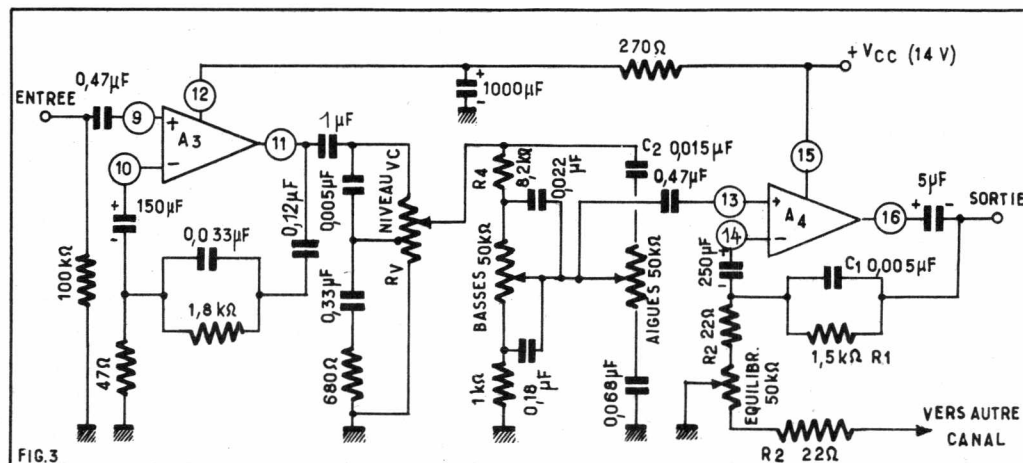 270Ω
+ VCC (14 V)
0,47µF
ENTREE
12
+
1000µF
-
9
+
A3
11
1 µF
10
-
C2 0,015µF
15
150µF
+
-
0,12µF
0,005µF
NIVEAU VC
RV
R4
8,2kΩ
0,022 µF
0,47µF
13
+
A4
16
5µF
+ -
SORTIE
14
-
0,033µF
100kΩ
1,8kΩ
0,33µF
BASSES 50kΩ
AIGUES 50kΩ
250µF
+
-
C1 0,005µF
47Ω
680Ω
1kΩ
0,18 µF
0,068µF
R2 22Ω
1,5kΩ R1
EQUILIBR. 50kΩ
VERS AUTRE
CANAL
R2 22Ω
FIG.3